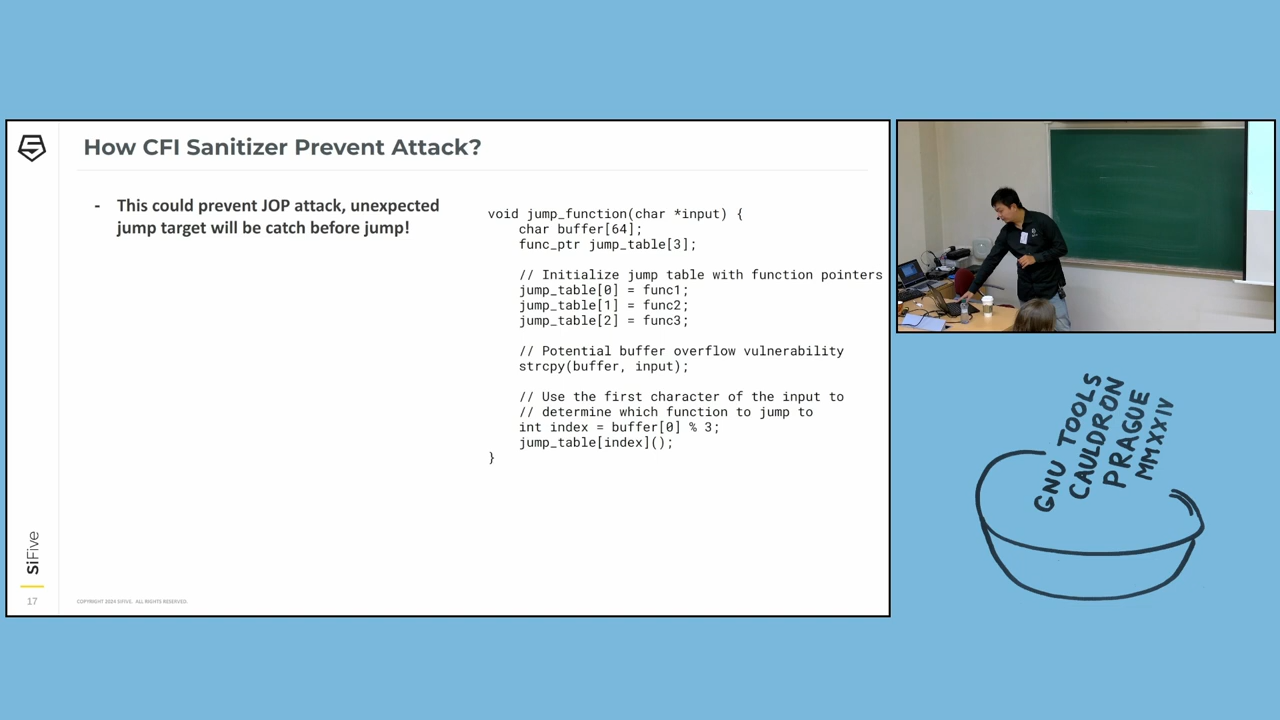 How CFI Sanitizer Prevent Attack?
- This could prevent JOP attack, unexpected
jump target will be catch before jump!
void jump_function(char *input) {
char buffer[64];
func_ptr jump_table[3];
// Initialize jump table with function pointers
jump_table[0] = func1;
jump_table[1] = func2;
jump_table[2] = func3;
// Potential buffer overflow vulnerability
strcpy(buffer, input);
// Use the first character of the input to
// determine which function to jump to
int index = buffer[0] % 3;
jump_table[index]();
}
SiFive
17
COPYRIGHT 2024 SIFIVE. ALL RIGHTS RESERVED.
GNU TOOLS
CAULDRON
PRAGUE
MMXXIV